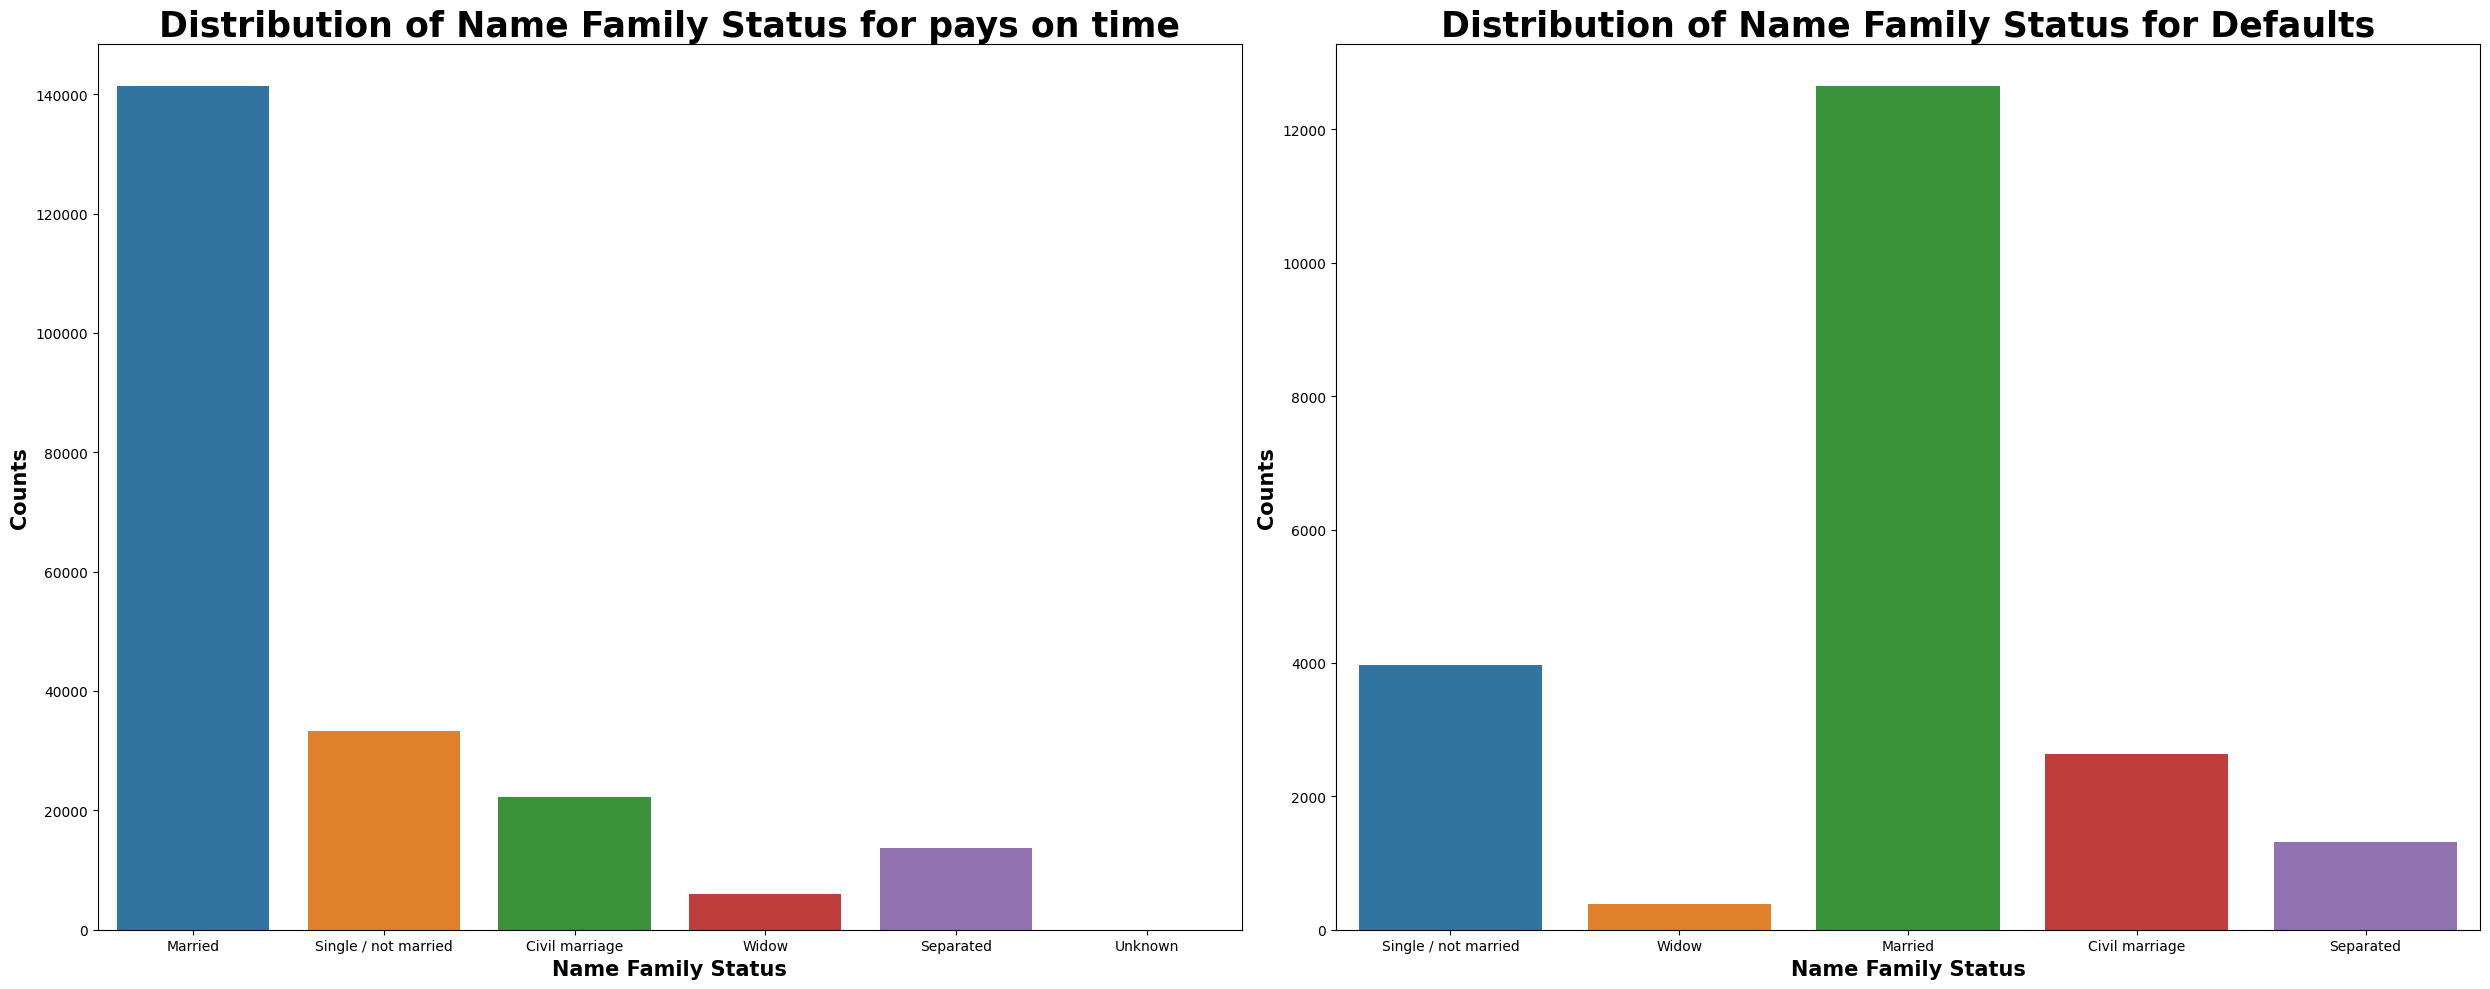 Distribution of Name Family Status for pays on time
Counts
140000
120000
100000
80000
60000
40000
20000
0
Married Single / not married Civil marriage Widow Separated Unknown
Name Family Status
Distribution of Name Family Status for Defaults
Counts
12000
10000
8000
6000
4000
2000
0
Single / not married Widow Married Civil marriage Separated
Name Family Status